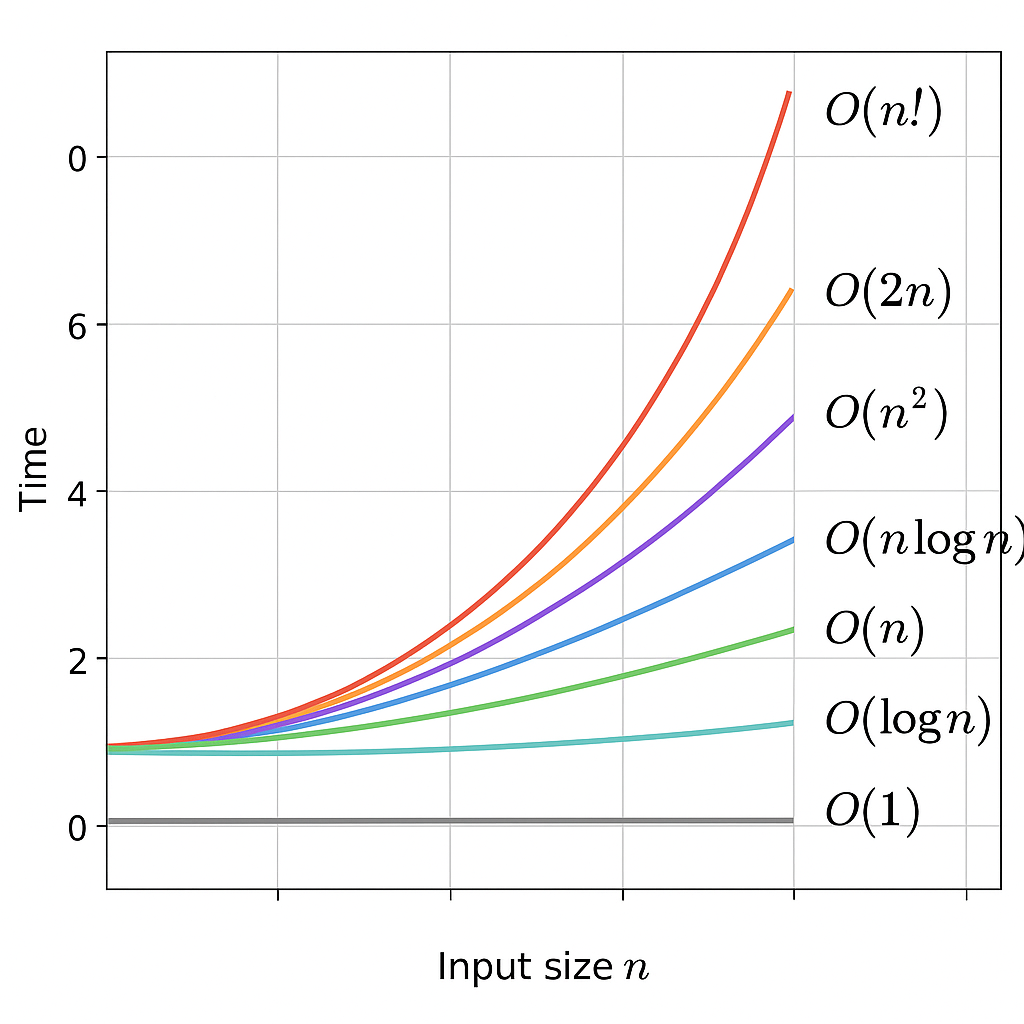 O(n!)
0
O(2n)
6
O(n²)
4
O(n log n)
O(n)
2
O(log n)
O(1)
0
Time
Input size n